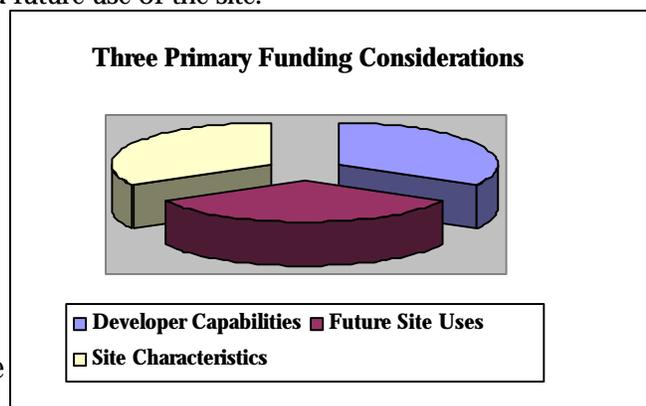 future use of the site.
Three Primary Funding Considerations
Developer Capabilities Future Site Uses
Site Characteristics